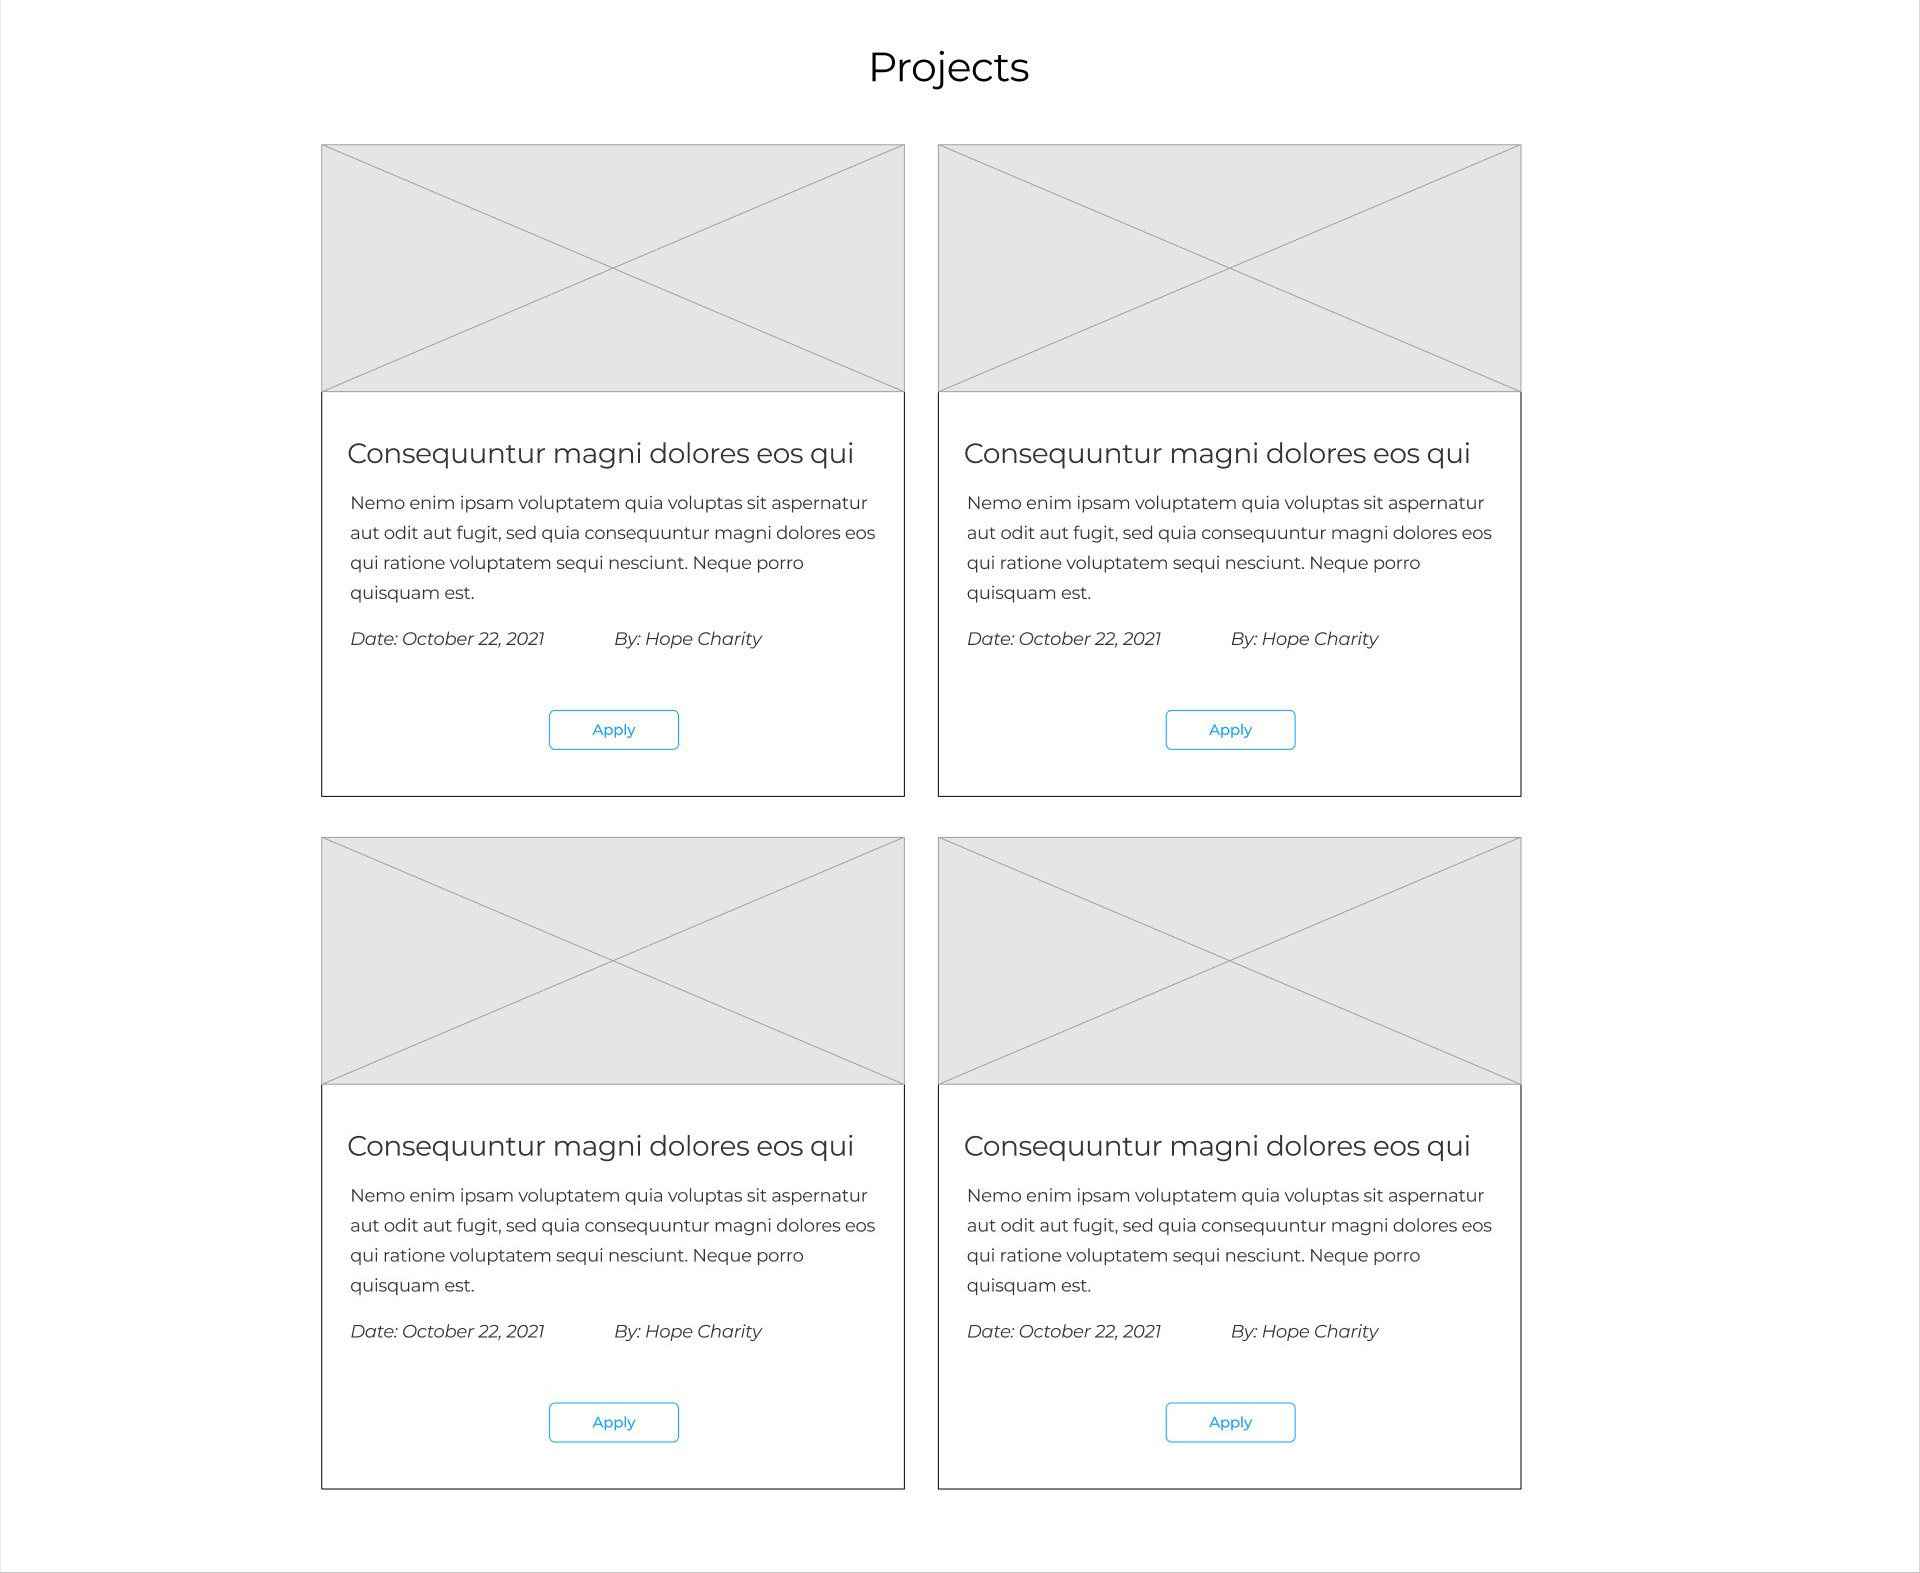 Projects
Consequuntur magni dolores eos qui
Nemo enim ipsam voluptatem quia voluptas sit aspernatur
aut odit aut fugit, sed quia consequuntur magni dolores eos
qui ratione voluptatem sequi nesciunt. Neque porro
quisquam est.
Date: October 22, 2021 By: Hope Charity
Apply
Consequuntur magni dolores eos qui
Nemo enim ipsam voluptatem quia voluptas sit aspernatur
aut odit aut fugit, sed quia consequuntur magni dolores eos
qui ratione voluptatem sequi nesciunt. Neque porro
quisquam est.
Date: October 22, 2021 By: Hope Charity
Apply
Consequuntur magni dolores eos qui
Nemo enim ipsam voluptatem quia voluptas sit aspernatur
aut odit aut fugit, sed quia consequuntur magni dolores eos
qui ratione voluptatem sequi nesciunt. Neque porro
quisquam est.
Date: October 22, 2021 By: Hope Charity
Apply
Consequuntur magni dolores eos qui
Nemo enim ipsam voluptatem quia voluptas sit aspernatur
aut odit aut fugit, sed quia consequuntur magni dolores eos
qui ratione voluptatem sequi nesciunt. Neque porro
quisquam est.
Date: October 22, 2021 By: Hope Charity
Apply